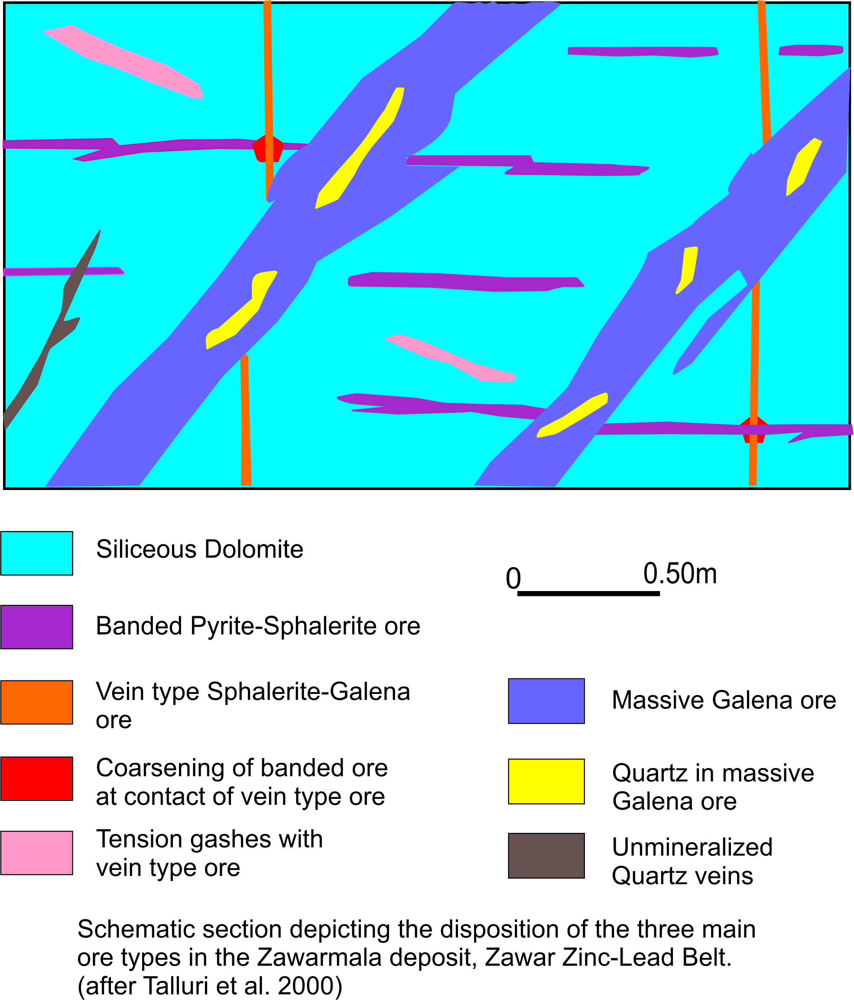 Siliceous Dolomite
0 0.50m
Banded Pyrite-Sphalerite ore
Vein type Sphalerite-Galena
ore
Coarsening of banded ore
at contact of vein type ore
Tension gashes with
vein type ore
Massive Galena ore
Quartz in massive
Galena ore
Unmineralized
Quartz veins
Schematic section depicting the disposition of the three main
ore types in the Zawarmala deposit, Zawar Zinc-Lead Belt.
(after Talluri et al. 2000)